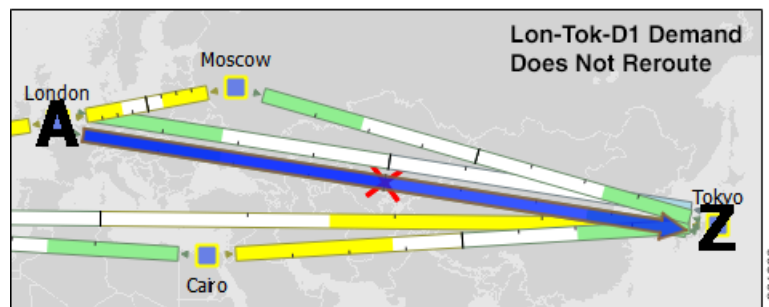 Lon-Tok-D1 Demand
Does Not Reroute
Moscow
London
A
Tokyo
Z
Cairo